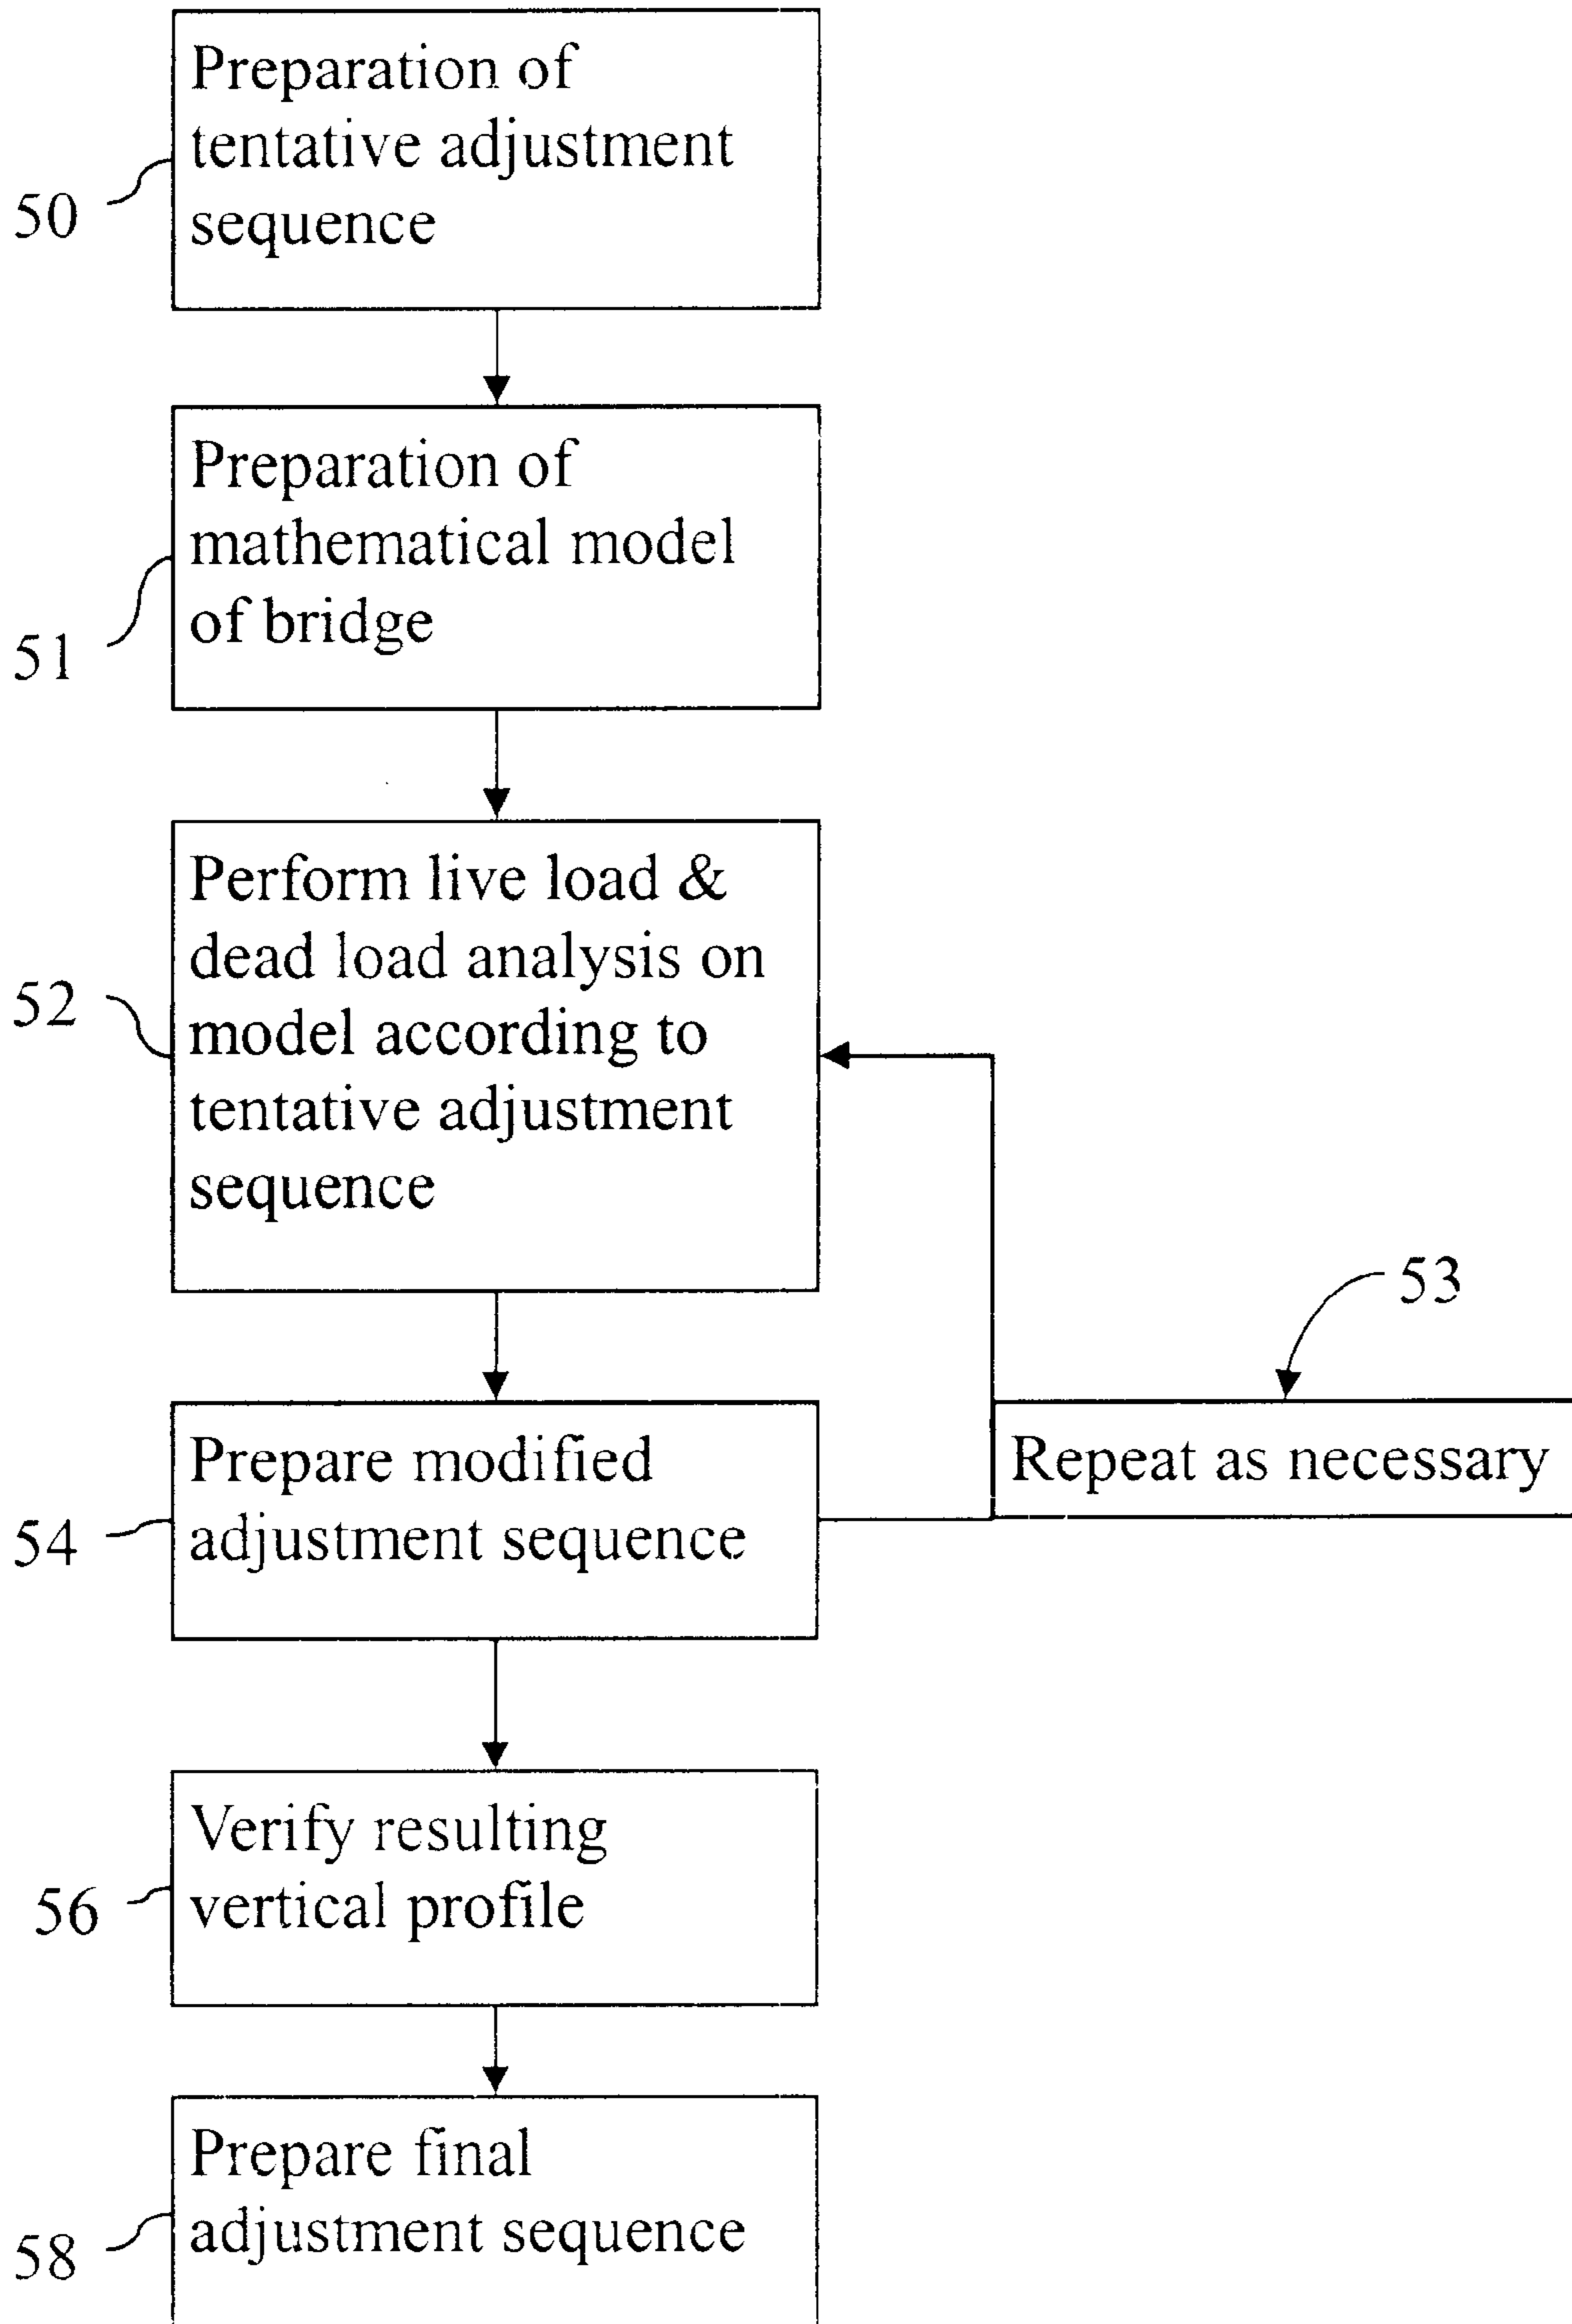 Preparation of
tentative adjustment
sequence
50
Preparation of
mathematical model
of bridge
51
Perform live load &
dead load analysis on
model according to
tentative adjustment
sequence
52
53
Repeat as necessary
Prepare modified
adjustment sequence
54
Verify resulting
vertical profile
56
Prepare final
adjustment sequence
58